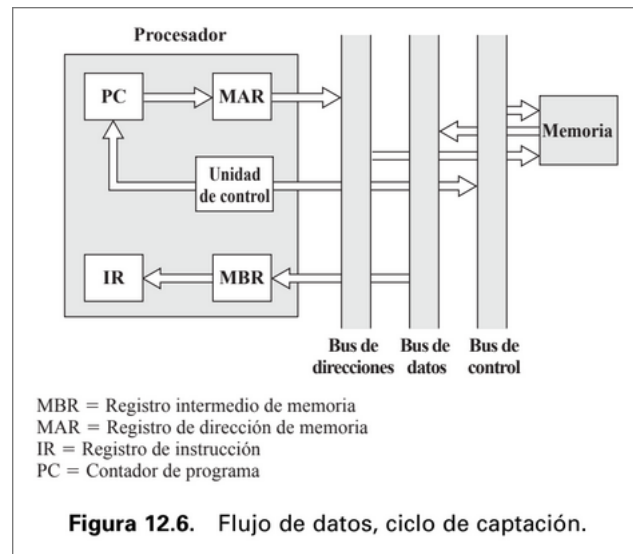 Procesador
PC
MAR
Memoria
Unidad
de control
IR
MBR
Bus de
direcciones
Bus de
datos
Bus de
control
MBR = Registro intermedio de memoria
MAR = Registro de dirección de memoria
IR = Registro de instrucción
PC = Contador de programa
Figura 12.6. Flujo de datos, ciclo de captación.